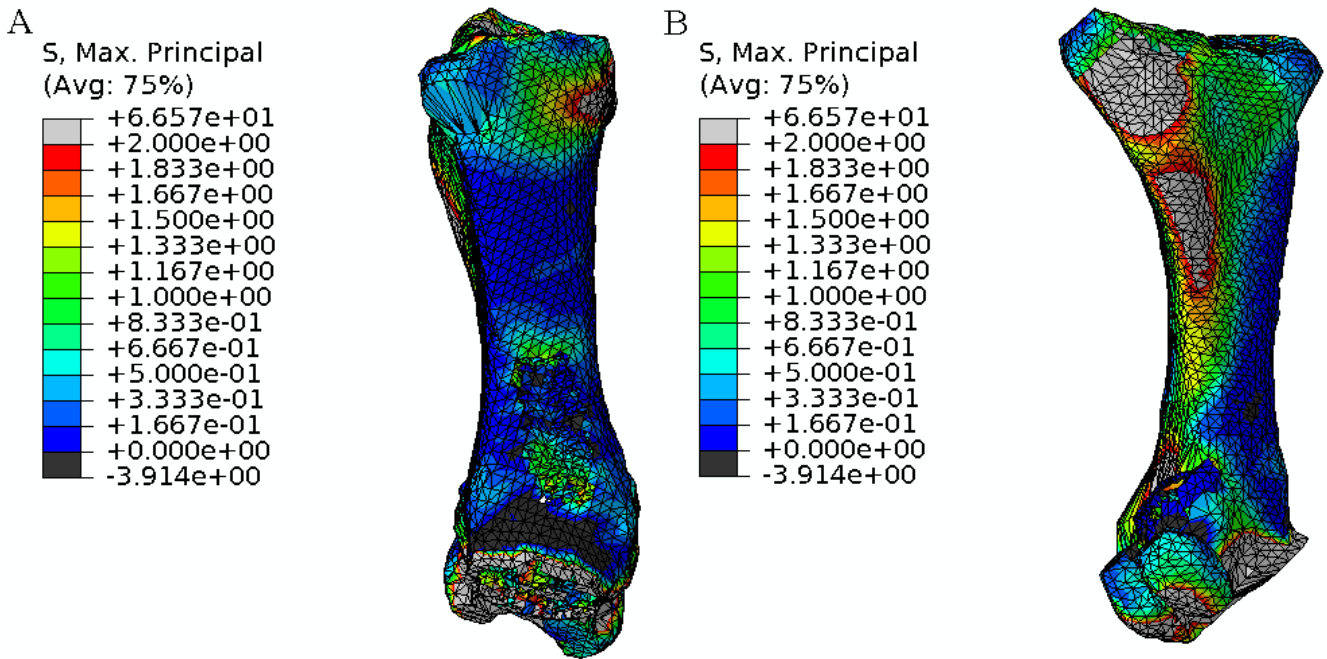 A
S, Max. Principal
(Avg: 75%)
+6.657e+01
+2.000e+00
+1.833e+00
+1.667e+00
+1.500e+00
+1.333e+00
+1.167e+00
+1.000e+00
+8.333e-01
+6.667e-01
+5.000e-01
+3.333e-01
+1.667e-01
+0.000e+00
-3.914e+00
B
S, Max. Principal
(Avg: 75%)
+6.657e+01
+2.000e+00
+1.833e+00
+1.667e+00
+1.500e+00
+1.333e+00
+1.167e+00
+1.000e+00
+8.333e-01
+6.667e-01
+5.000e-01
+3.333e-01
+1.667e-01
+0.000e+00
-3.914e+00